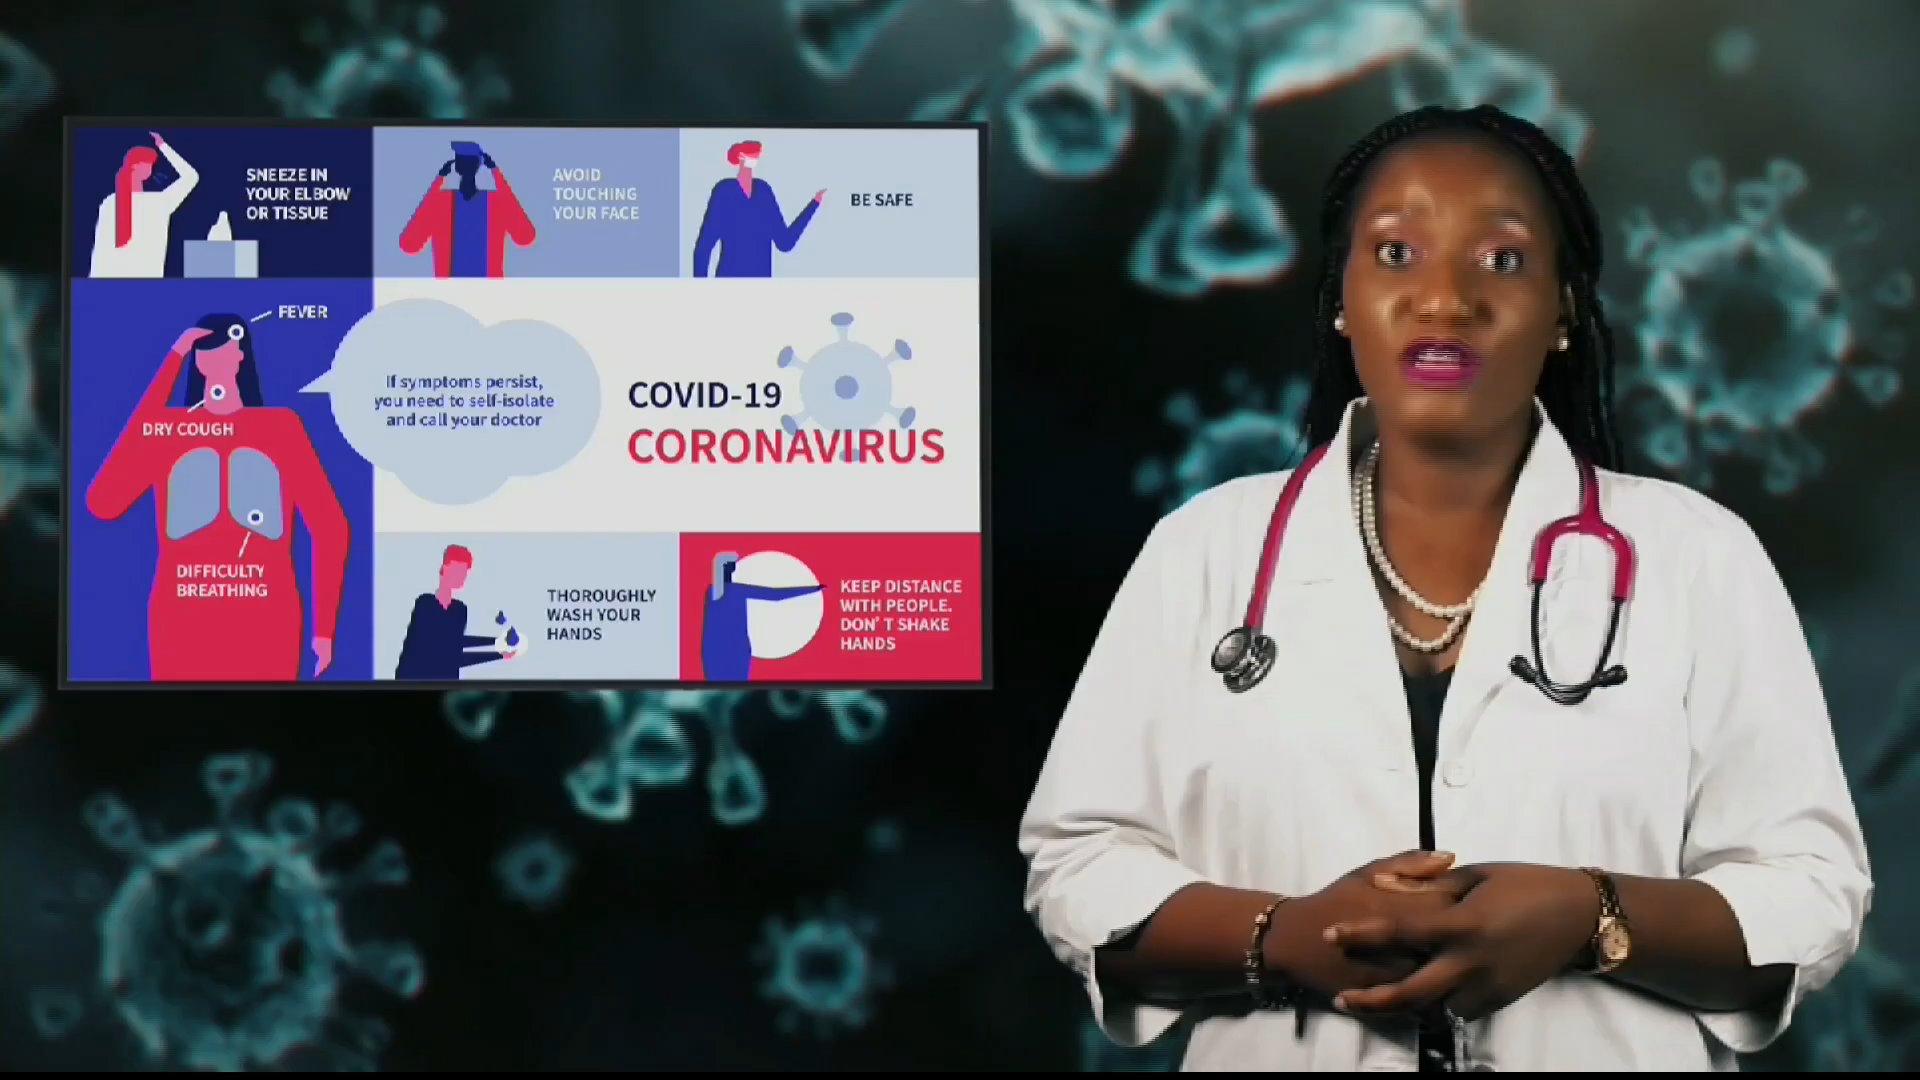 SNEEZE IN
YOUR ELBOW
OR TISSUE
AVOID
TOUCHING
YOUR FACE
BE SAFE
FEVER
DRY COUGH
DIFFICULTY
BREATHING
If symptoms persist,
you need to self-isolate
and call your doctor
COVID-19
CORONAVIRUS
THOROUGHLY
WASH YOUR
HANDS
KEEP DISTANCE
WITH PEOPLE.
DON'T SHAKE
HANDS